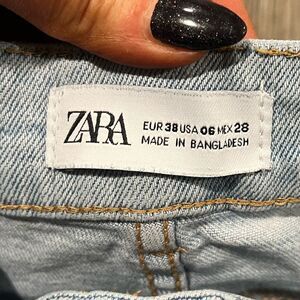 ZARA
EUR 38 USA 06 MEX 28
MADE IN BANGLADESH